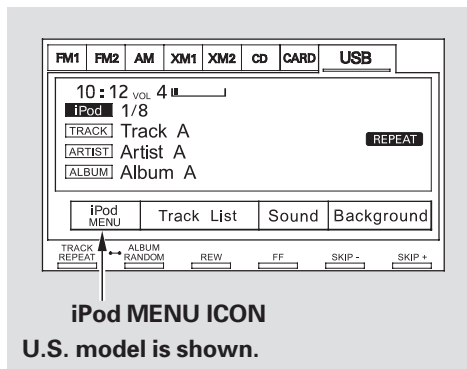 FM1 FM2 AM XM1 XM2 CD CARD USB
10:12 VOL 4
iPod 1/8
TRACK Track A
REPEAT
ARTIST Artist A
ALBUM Album A
iPod MENU Track List Sound Background
TRACK REPEAT ALBUM RANDOM REW FF SKIP - SKIP +
iPod MENU ICON
U.S. model is shown.